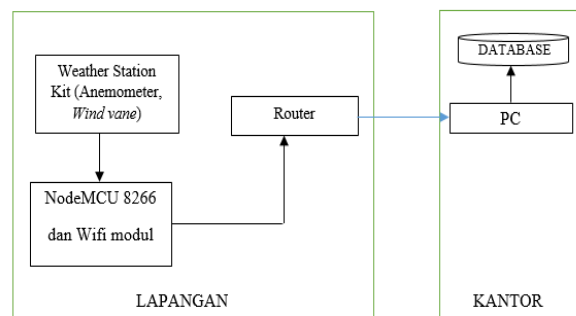 Weather Station
Kit (Anemometer,
Wind vane)
NodeMCU 8266
dan Wifi modul
Router
LAPANGAN
DATABASE
PC
KANTOR